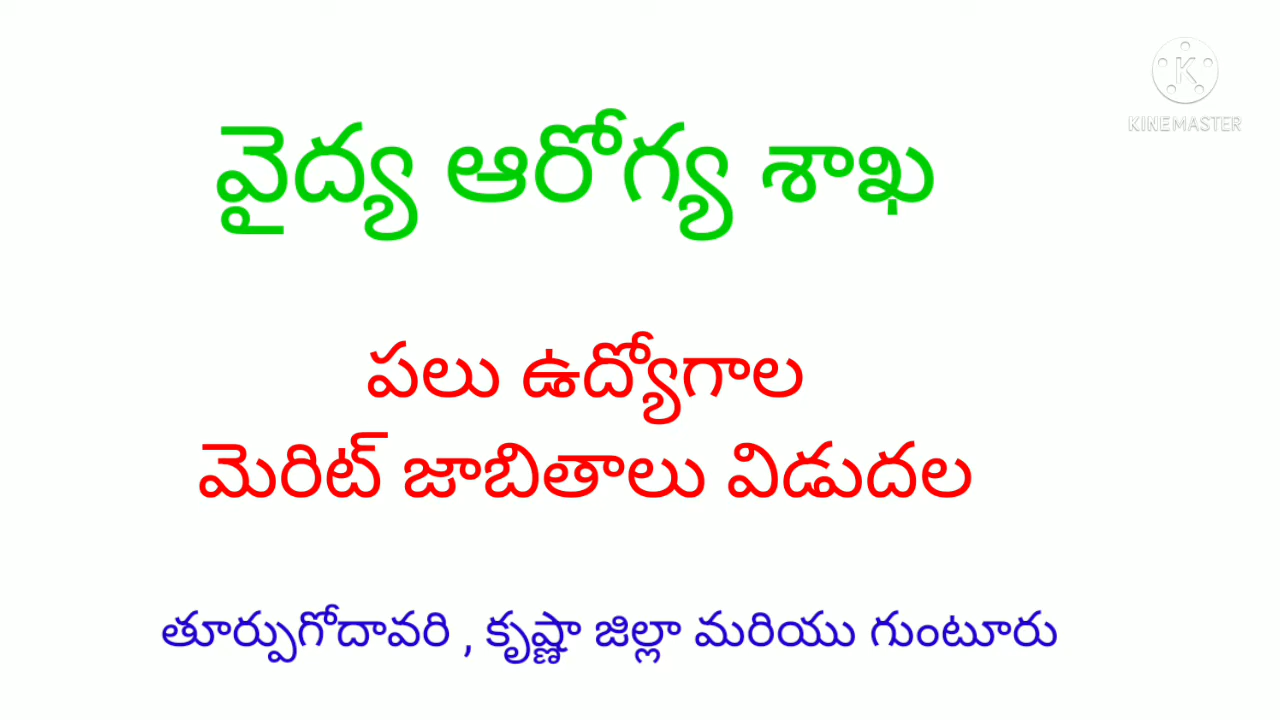 వైద్య ఆరోగ్య శాఖ
K
KINEMASTER
పలు ఉద్యోగాల
మెరిట్ జాబితాలు విడుదల
తూర్పుగోదావరి , కృష్ణా జిల్లా మరియు గుంటూరు